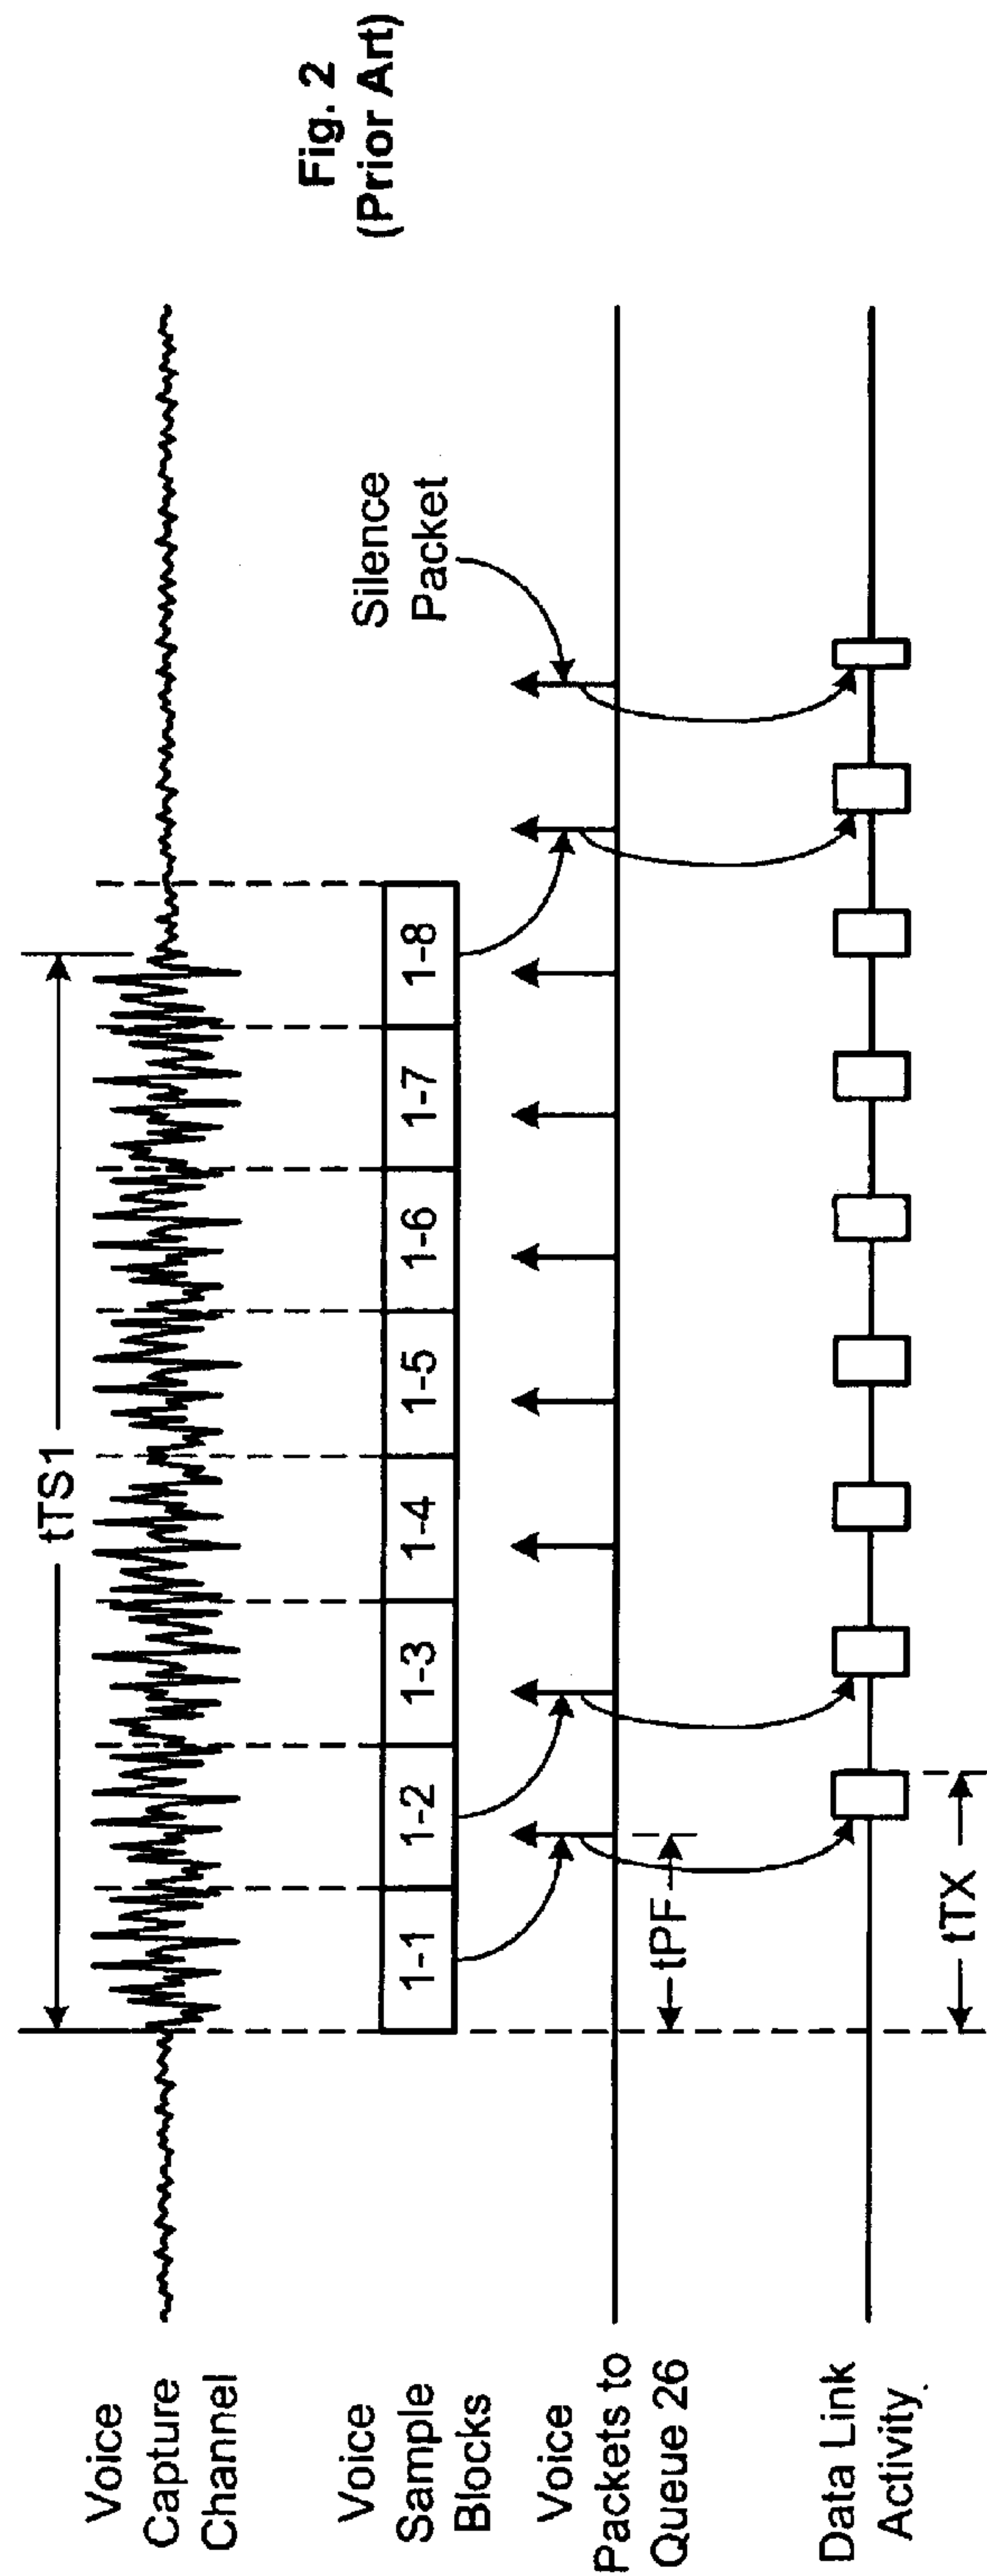 Voice
Capture
Channel
tTS1
Voice
Sample
Blocks
1-1
1-2
1-3
1-4
1-5
1-6
1-7
1-8
Silence
Packet
Voice
Packets to
Queue 26
tPF
Data Link
Activity
tTX
Fig. 2
(Prior Art)